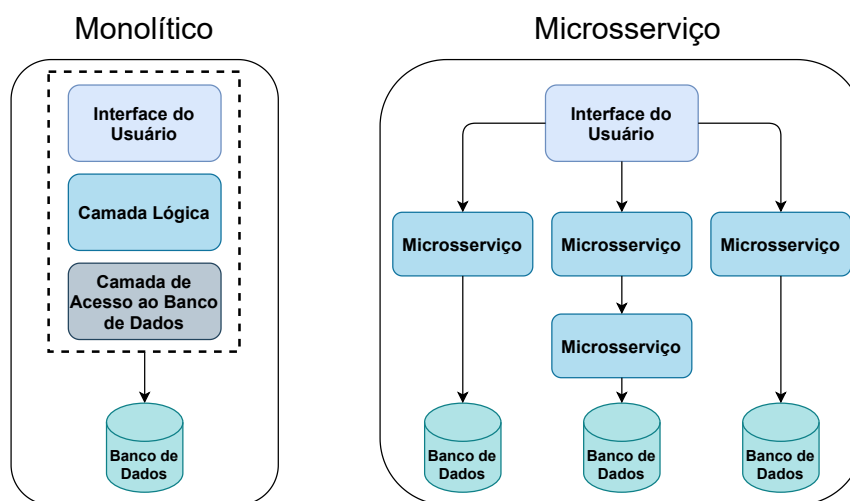 Monolítico
Interface do
Usuário
Camada Lógica
Camada de
Acesso ao Banco
de Dados
Banco de
Dados
Microsserviço
Interface do
Usuário
Microsserviço
Microsserviço
Microsserviço
Microsserviço
Banco de
Dados
Banco de
Dados
Banco de
Dados